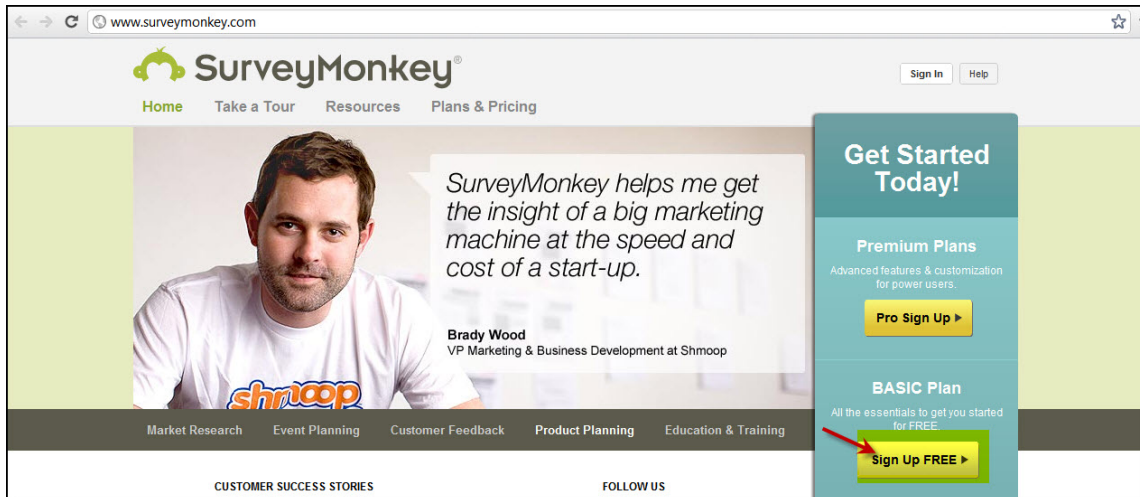 www.surveymonkey.com
SurveyMonkey®
Sign In
Help
Home
Take a Tour
Resources
Plans & Pricing
SurveyMonkey helps me get
the insight of a big marketing
machine at the speed and
cost of a start-up.
Brady Wood
VP Marketing & Business Development at Shmoop
shmoop
Get Started
Today!
Premium Plans
Advanced features & customization
for power users.
Pro Sign Up
BASIC Plan
All the essentials to get you started
for FREE.
Sign Up FREE
Market Research
Event Planning
Customer Feedback
Product Planning
Education & Training
CUSTOMER SUCCESS STORIES
FOLLOW US